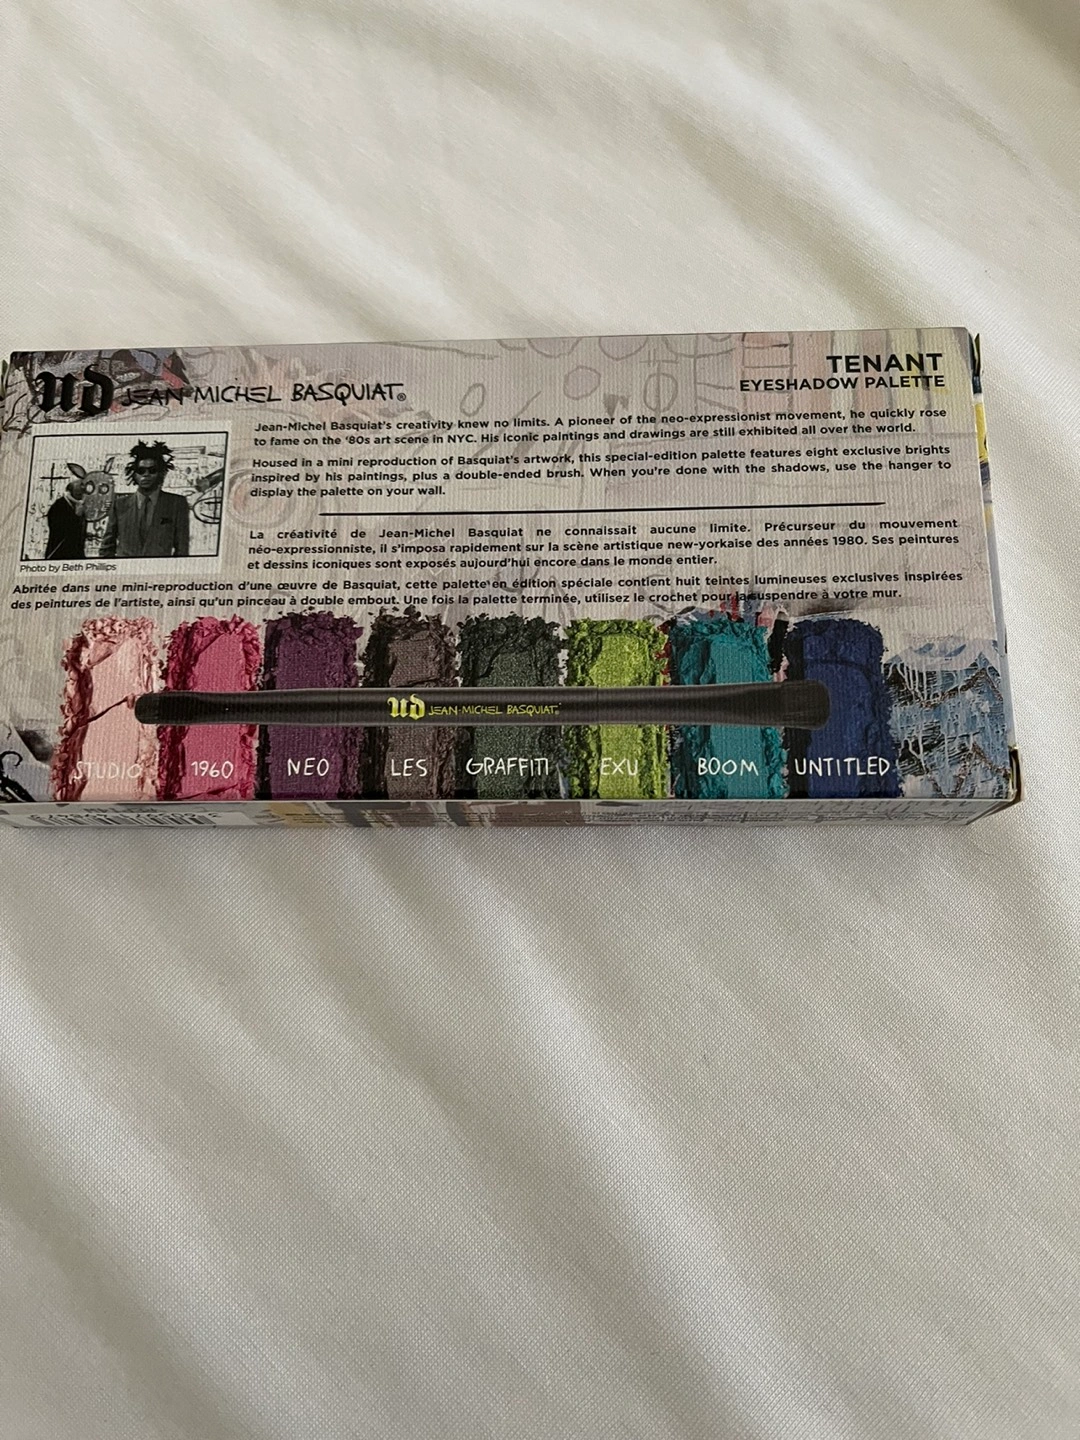 ud JEAN-MICHEL BASQUIAT®
TENANT
EYESHADOW PALETTE
Jean-Michel Basquiat's creativity knew no limits. A pioneer of the neo-expressionist movement, he quickly rose
to fame on the '80s art scene in NYC. His iconic paintings and drawings are still exhibited all over the world.
Housed in a mini reproduction of Basquiat's artwork, this special-edition palette features eight exclusive brights
inspired by his paintings, plus a double-ended brush. When you're done with the shadows, use the hanger to
display the palette on your wall.
La créativité de Jean-Michel Basquiat ne connaissait aucune limite. Précurseur du mouvement
néo-expressionniste, il s'imposa rapidement sur la scène artistique new-yorkaise des années 1980. Ses peintures
et dessins iconiques sont exposés aujourd'hui encore dans le monde entier.
Photo by Beth Phillips
Abritée dans une mini-reproduction d'une œuvre de Basquiat, cette palette en édition spéciale contient huit teintes lumineuses exclusives inspirées
des peintures de l'artiste, ainsi qu'un pinceau à double embout. Une fois la palette terminée, utilisez le crochet pour la suspendre à votre mur.
ud JEAN-MICHEL BASQUIAT
STUDIO 1960 NEO LES GRAFFITI EXU BOOM UNTITLED